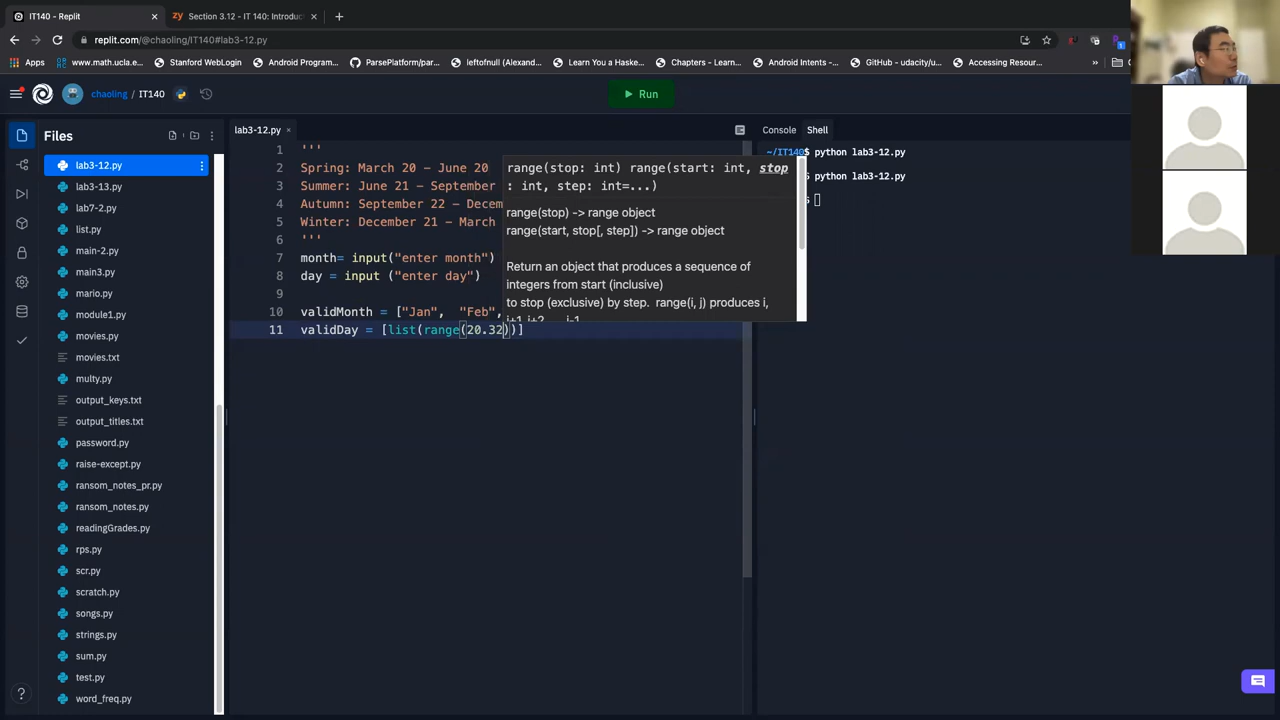 IT140 - Replit
Section 3.12 - IT 140: Introduc
replit.com/@chaoling/IT140#lab3-12.py
Apps
www.math.ucla.e...
Stanford WebLogin
Android Program...
ParsePlatform/par...
leftofnull (Alexand...
Learn You a Haske...
Chapters – Learn...
Android Intents –...
GitHub - udacity/u...
Accessing Resour...
chaoling / IT140
Run
Files
lab3-12.py
lab3-13.py
lab7-2.py
list.py
main-2.py
main3.py
mario.py
module1.py
movies.py
movies.txt
multy.py
output_keys.txt
output_titles.txt
password.py
raise-except.py
ransom_notes_pr.py
ransom_notes.py
readingGrades.py
rps.py
scr.py
scratch.py
songs.py
strings.py
sum.py
test.py
word_freq.py
lab3-12.py
1 '''
2 Spring: March 20 - June 20
3 Summer: June 21 - September
4 Autumn: September 22 - Decem
5 Winter: December 21 - March
6 '''
7 month= input("enter month")
8 day = input ("enter day")
9
10 validMonth = ["Jan", "Feb",
11 validDay = [list(range(20.32))]
range(stop: int) range(start: int, stop
: int, step: int=...)
range(stop) -> range object
range(start, stop[, step]) -> range object
Return an object that produces a sequence of
integers from start (inclusive)
to stop (exclusive) by step. range(i, j) produces i,
i+1, i+2, ..., j-1.
Console
Shell
~/IT140$ python lab3-12.py
$ python lab3-12.py
$